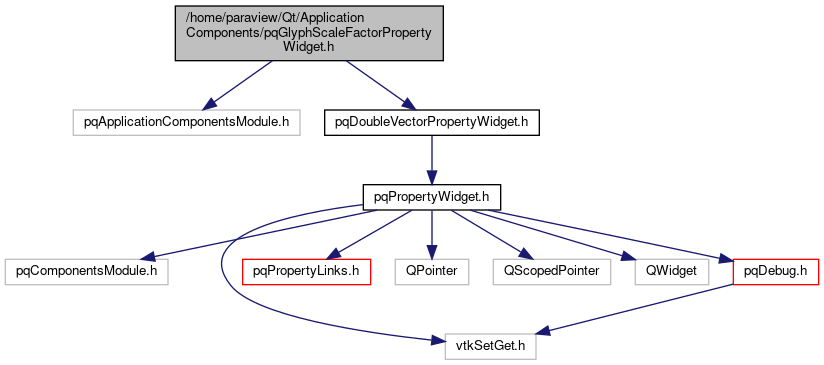 /home/paraview/Qt/Application
Components/pqGlyphScaleFactorProperty
Widget.h
pqApplicationComponentsModule.h
pqDoubleVectorPropertyWidget.h
pqPropertyWidget.h
pqComponentsModule.h
pqPropertyLinks.h
QPointer
QScopedPointer
QWidget
pqDebug.h
vtkSetGet.h